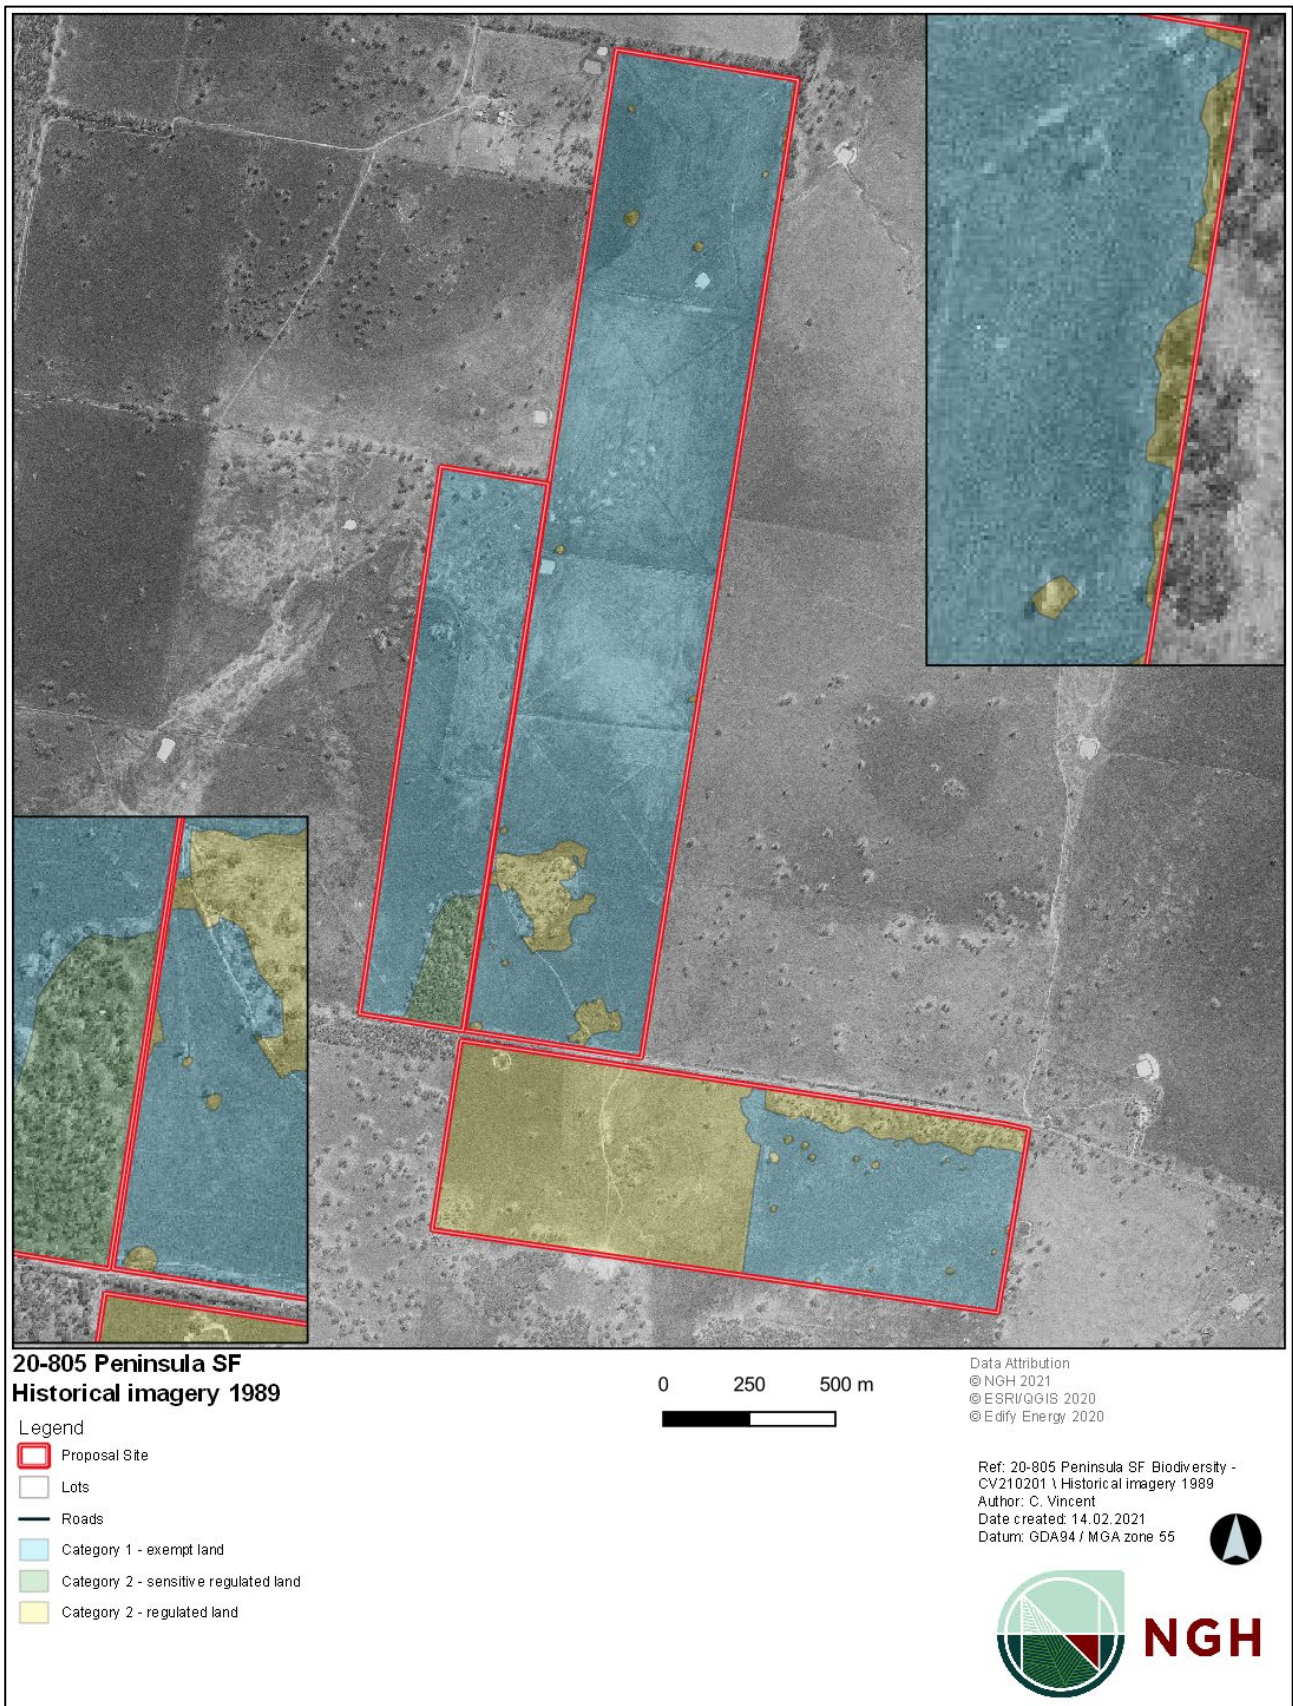 20-805 Peninsula SF
Historical imagery 1989
Legend
Proposal Site
Lots
Roads
Category 1 - exempt land
Category 2 - sensitive regulated land
Category 2 - regulated land
0 250 500 m
Data Attribution
© NGH 2021
© ESRI/QGIS 2020
© Edify Energy 2020
Ref: 20-805 Peninsula SF Biodiversity -
CV210201 \ Historical imagery 1989
Author: C. Vincent
Date created: 14.02.2021
Datum: GDA94 / MGA zone 55
NGH